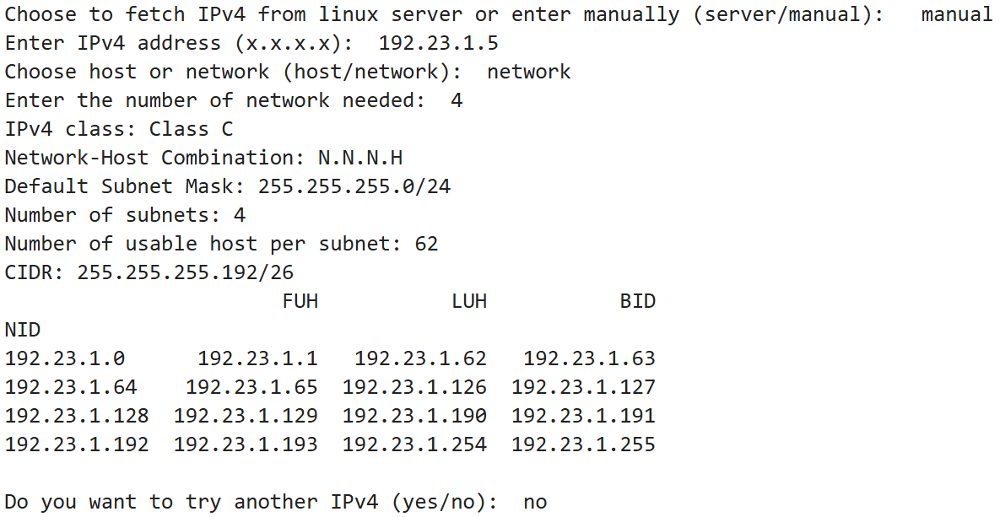 Choose to fetch IPv4 from linux server or enter manually (server/manual):   manual
Enter IPv4 address (x.x.x.x):  192.23.1.5
Choose host or network (host/network):  network
Enter the number of network needed:  4
IPv4 class: Class C
Network-Host Combination: N.N.N.H
Default Subnet Mask: 255.255.255.0/24
Number of subnets: 4
Number of usable host per subnet: 62
CIDR: 255.255.255.192/26
                       FUH           LUH           BID
NID
192.23.1.0      192.23.1.1   192.23.1.62   192.23.1.63
192.23.1.64    192.23.1.65  192.23.1.126  192.23.1.127
192.23.1.128  192.23.1.129  192.23.1.190  192.23.1.191
192.23.1.192  192.23.1.193  192.23.1.254  192.23.1.255
Do you want to try another IPv4 (yes/no):  no